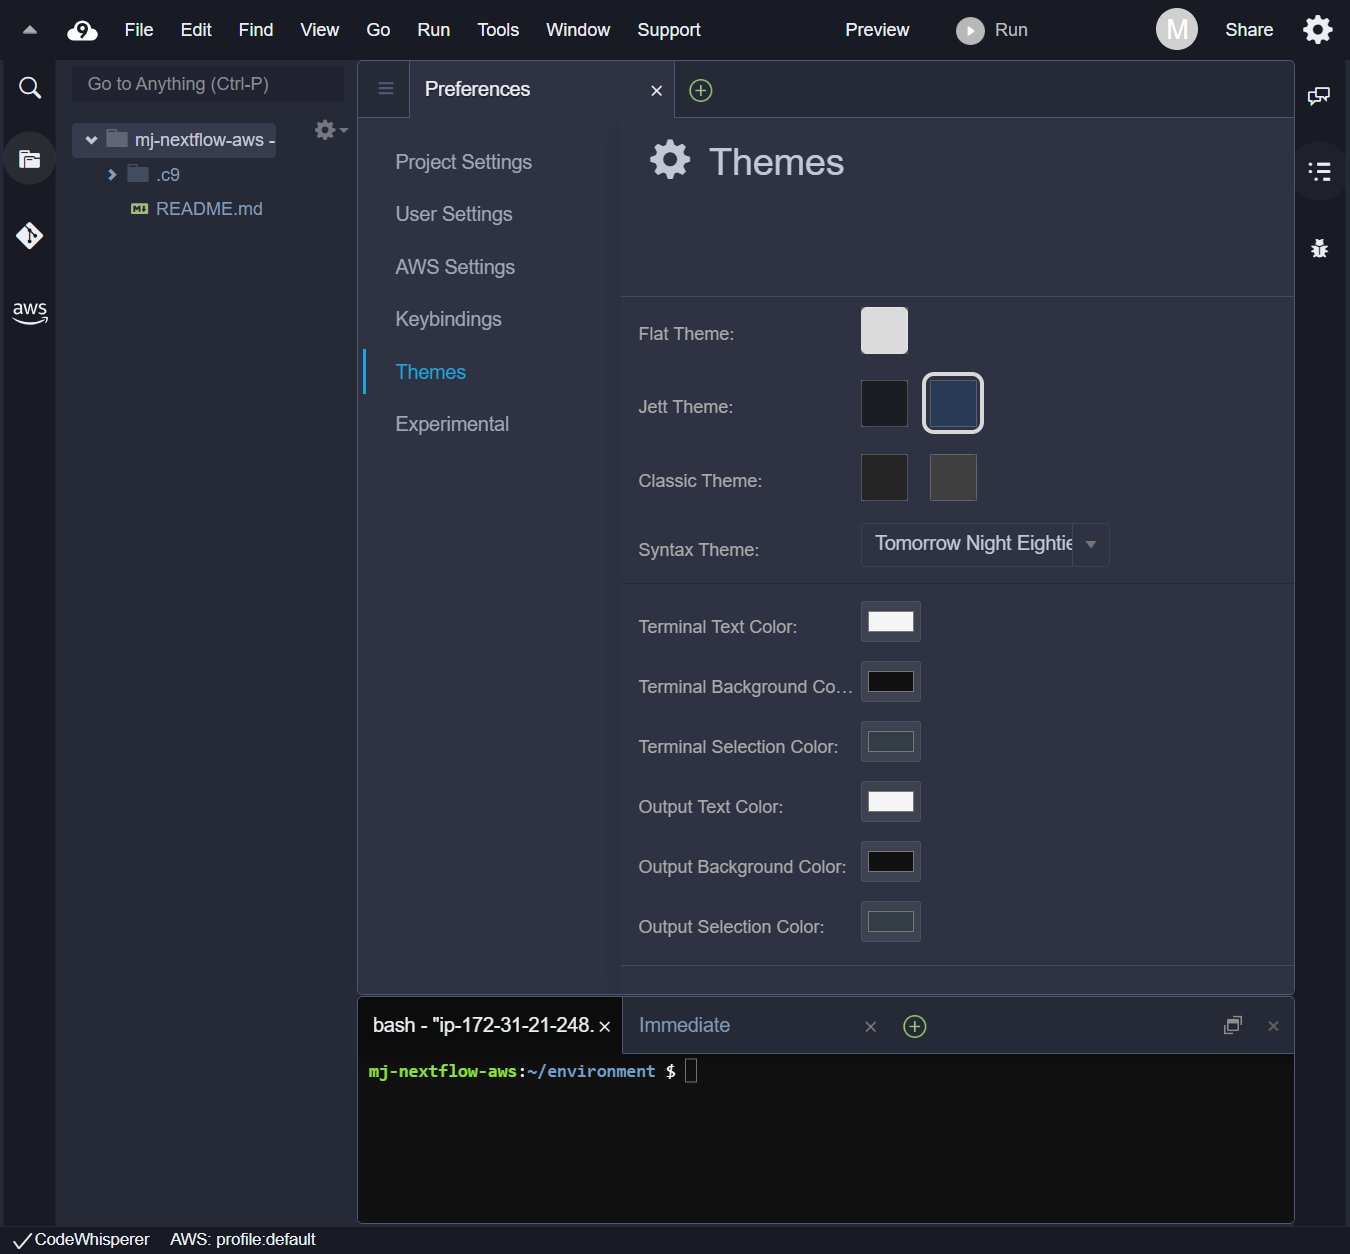 File Edit Find View Go Run Tools Window Support Preview Run M Share
Go to Anything (Ctrl-P)
Preferences
mj-nextflow-aws -
.c9
README.md
aws
Project Settings
User Settings
AWS Settings
Keybindings
Themes
Experimental
Themes
Flat Theme:
Jett Theme:
Classic Theme:
Syntax Theme: Tomorrow Night Eightie
Terminal Text Color:
Terminal Background Co...
Terminal Selection Color:
Output Text Color:
Output Background Color:
Output Selection Color:
bash - "ip-172-31-21-248.
Immediate
mj-nextflow-aws:~/environment $
CodeWhisperer AWS: profile:default